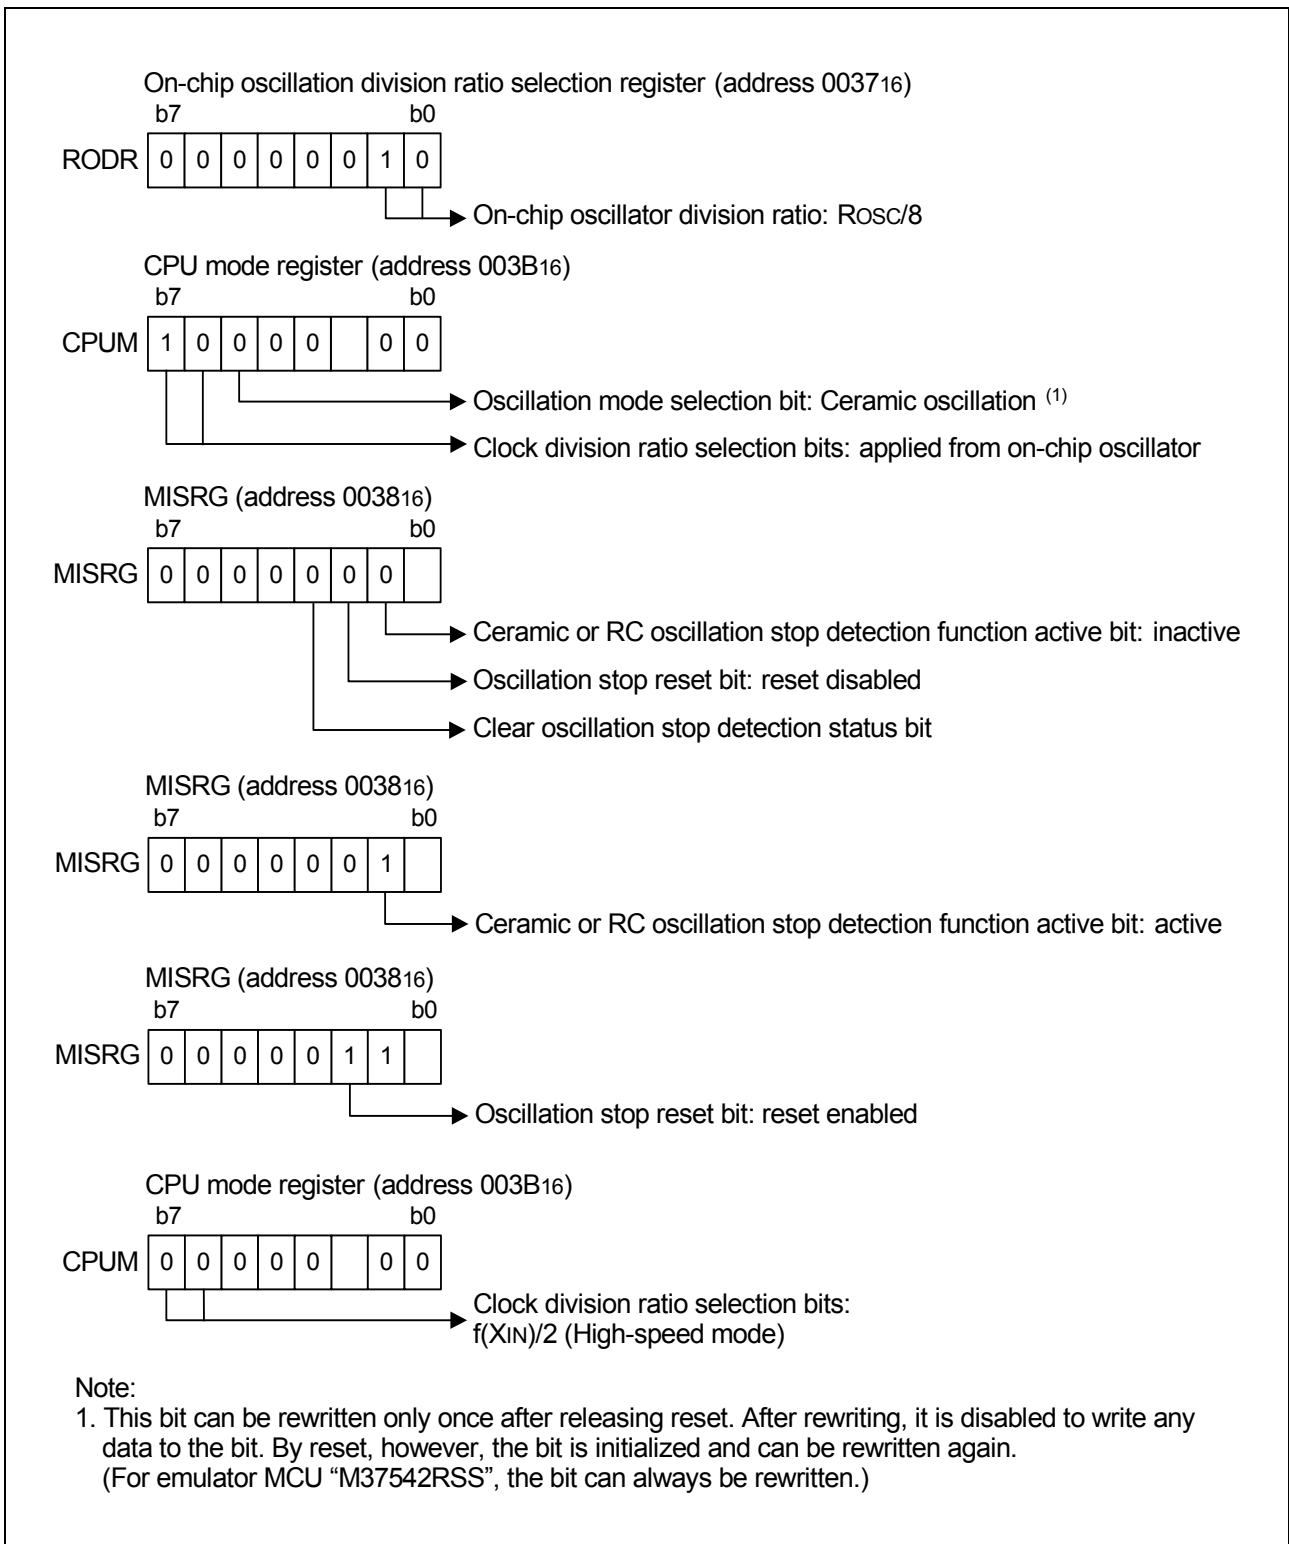 On-chip oscillation division ratio selection register (address 003716)
b7 b0
RODR 0 0 0 0 0 0 1 0
On-chip oscillator division ratio: ROSC/8
CPU mode register (address 003B16)
b7 b0
CPUM 1 0 0 0 0 0 0
Oscillation mode selection bit: Ceramic oscillation (1)
Clock division ratio selection bits: applied from on-chip oscillator
MISRG (address 003816)
b7 b0
MISRG 0 0 0 0 0 0 0
Ceramic or RC oscillation stop detection function active bit: inactive
Oscillation stop reset bit: reset disabled
Clear oscillation stop detection status bit
MISRG (address 003816)
b7 b0
MISRG 0 0 0 0 0 0 1
Ceramic or RC oscillation stop detection function active bit: active
MISRG (address 003816)
b7 b0
MISRG 0 0 0 0 0 1 1
Oscillation stop reset bit: reset enabled
CPU mode register (address 003B16)
b7 b0
CPUM 0 0 0 0 0 0 0
Clock division ratio selection bits:
f(XIN)/2 (High-speed mode)
Note:
1. This bit can be rewritten only once after releasing reset. After rewriting, it is disabled to write any
data to the bit. By reset, however, the bit is initialized and can be rewritten again.
(For emulator MCU “M37542RSS”, the bit can always be rewritten.)